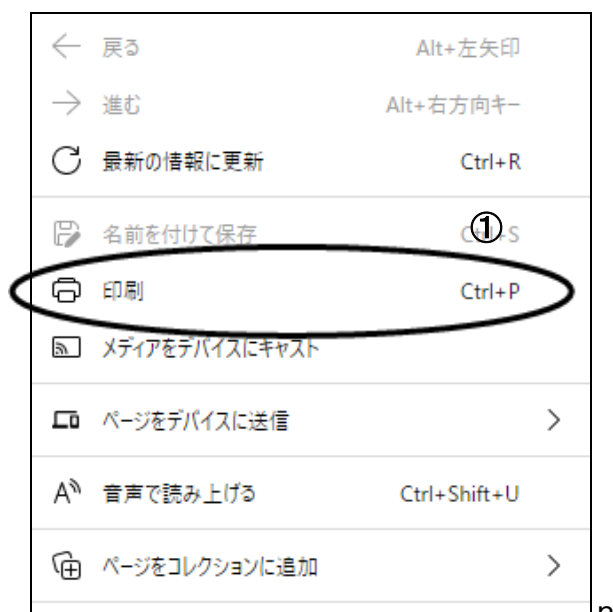 戻る Alt+左矢印
進む Alt+右方向キー
最新の情報に更新 Ctrl+R
①
名前を付けて保存 Ctrl+S
印刷 Ctrl+P
メディアをデバイスにキャスト
ページをデバイスに送信
音声で読み上げる Ctrl+Shift+U
ページをコレクションに追加